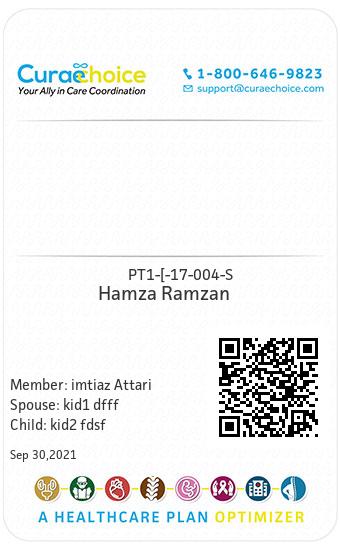 Curaechoice
Your Ally in Care Coordination
1-800-646-9823
support@curaechoice.com
PT1-[-17-004-S
Hamza Ramzan
Member: imtiaz Attari
Spouse: kid1 dfff
Child: kid2 fdsf
Sep 30,2021
A HEALTHCARE PLAN OPTIMIZER